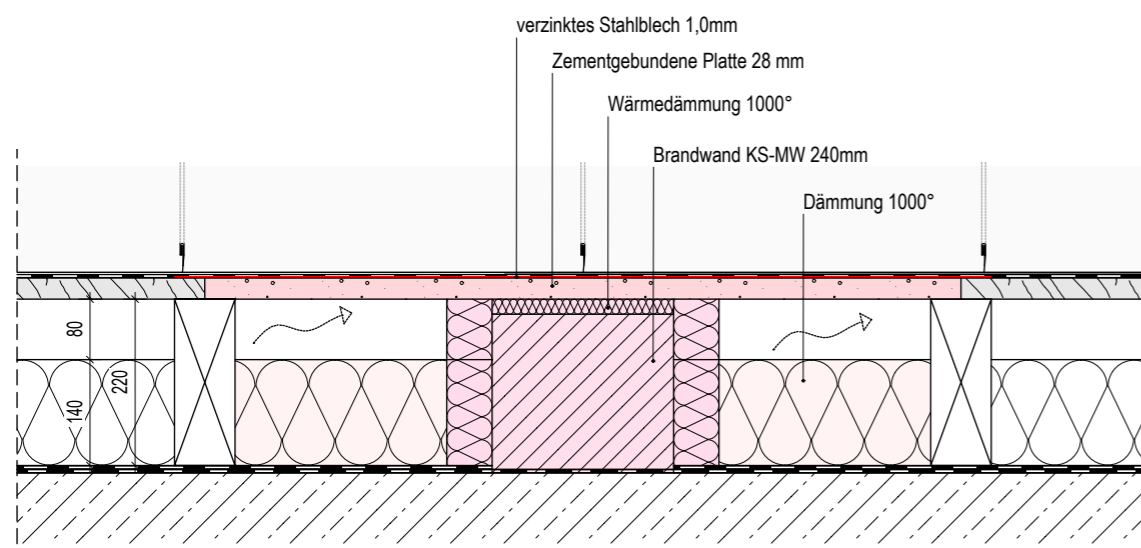 verzinktes Stahlblech 1,0mm
Zementgebundene Platte 28 mm
Wärmedämmung 1000°
Brandwand KS-MW 240mm
Dämmung 1000°
80
220
140